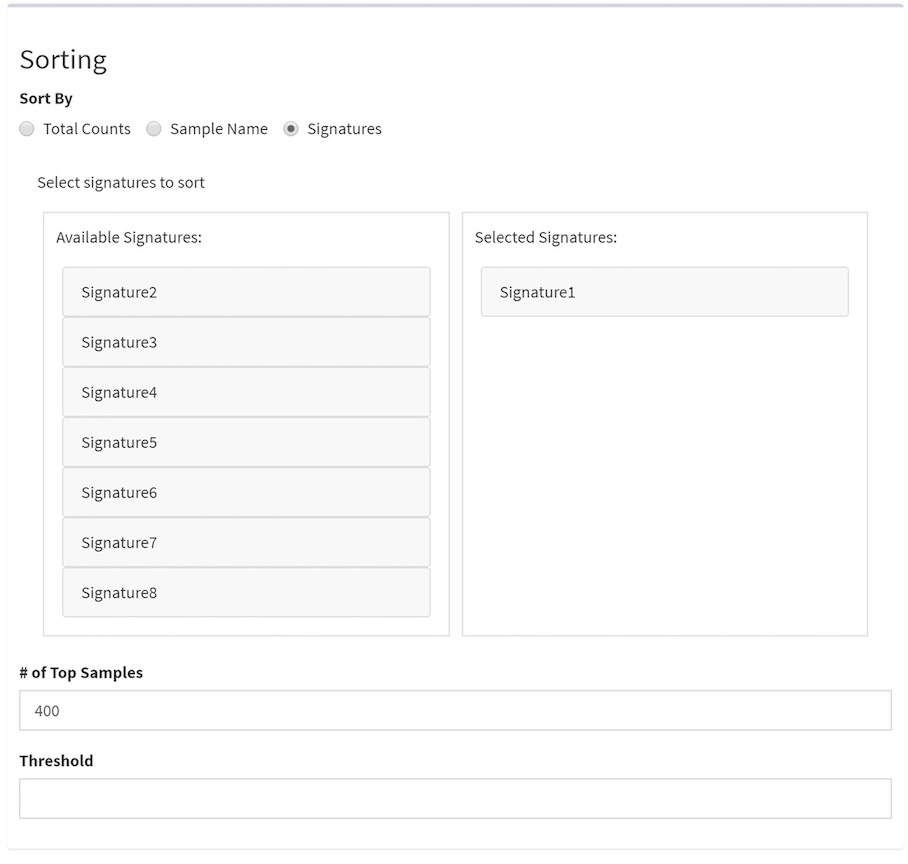 Sorting
Sort By
Total Counts Sample Name Signatures
Select signatures to sort
Available Signatures:
Signature2
Signature3
Signature4
Signature5
Signature6
Signature7
Signature8
Selected Signatures:
Signature1
# of Top Samples
400
Threshold